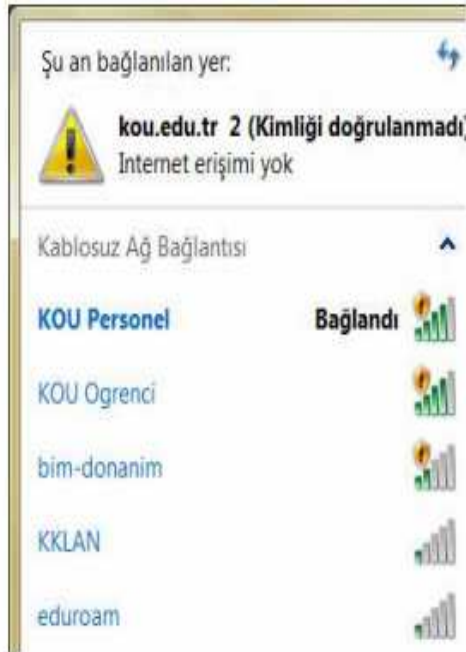 Şu an bağlanılan yer:
kou.edu.tr 2 (Kimliği doğrulanmadı)
Internet erişimi yok
Kablosuz Ağ Bağlantısı
KOU Personel Bağlandı
KOU Ogrenci
bim-donanim
KKLAN
eduroam